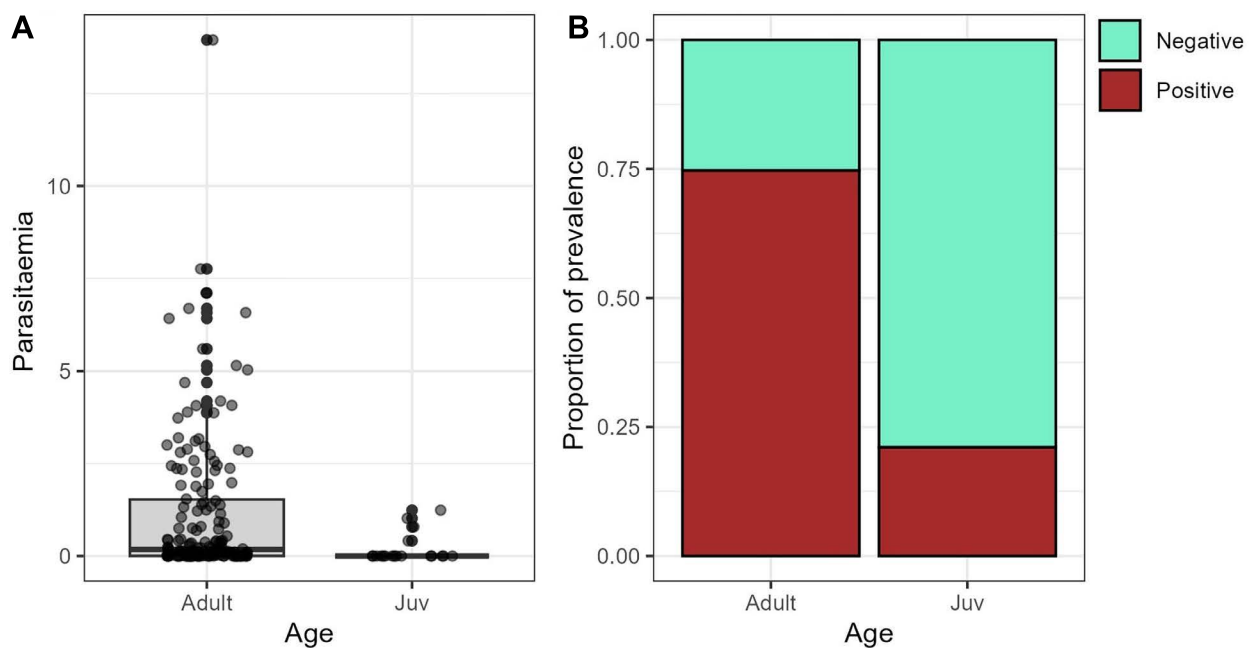 A
Parasitaemia
10
5
0
Adult Juv
Age
B
Proportion of prevalence
1.00
0.75
0.50
0.25
0.00
Adult Juv
Age
Negative
Positive